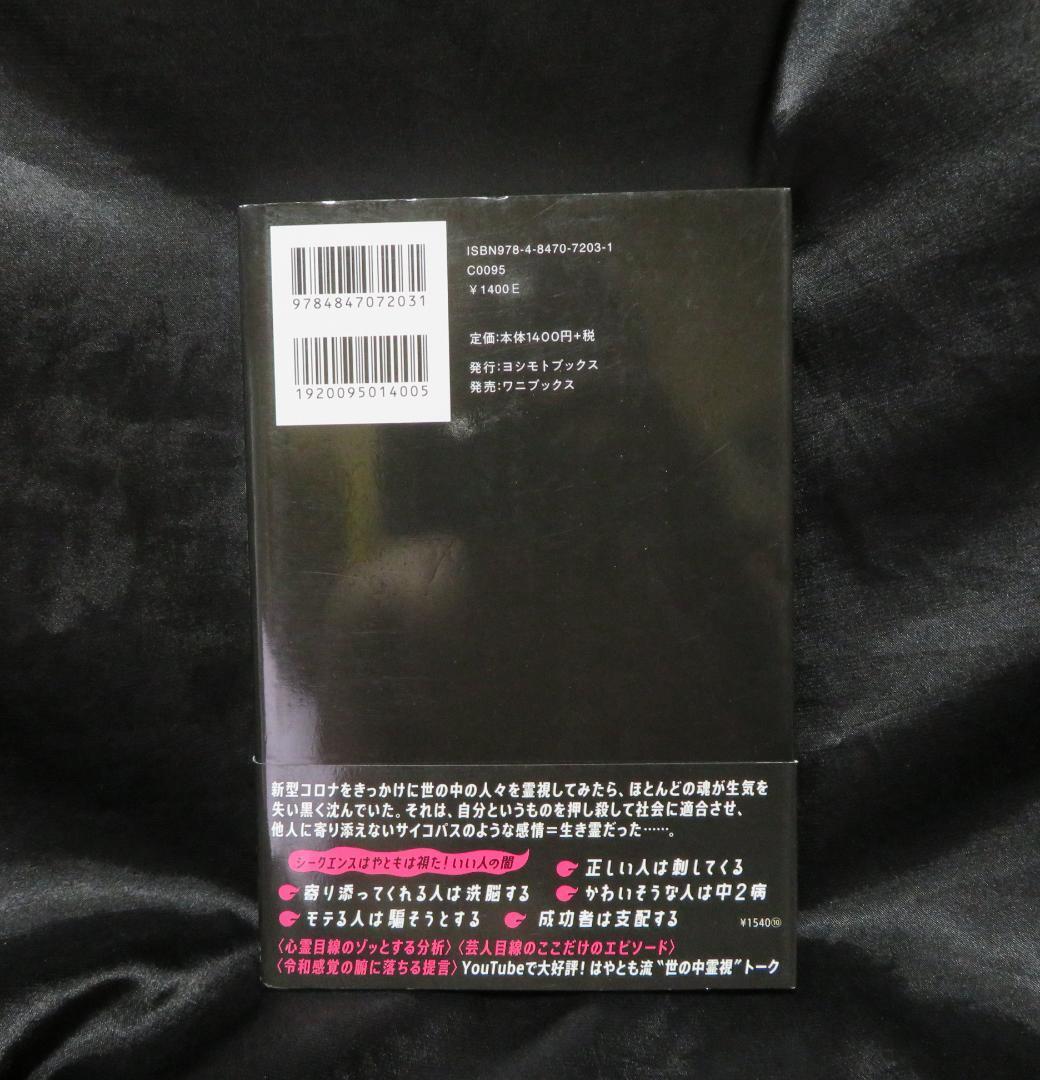 ISBN978-4-8470-7203-1
C0095
¥1400E
9784847072031
1920095014005
定価:本体1400円+税
発行:ヨシモトブックス
発売:ワニブックス
新型コロナをきっかけに世の中の人々を霊視してみたら、ほとんどの魂が生気を
失い黒く沈んでいた。それは、自分というものを押し殺して社会に適合させ、
他人に寄り添えないサイコパスのような感情=生き霊だった……。
シークエンスはやともは視た!いい人の闇
正しい人は刺してくる
寄り添ってくれる人は洗脳する
かわいそうな人は中2病
モテる人は騙そうとする
成功者は支配する
¥1540⑩
〈心霊目線のゾッとする分析〉〈芸人目線のここだけのエピソード〉
〈令和感覚の腑に落ちる提言〉YouTubeで大好評!はやとも流“世の中霊視”トーク